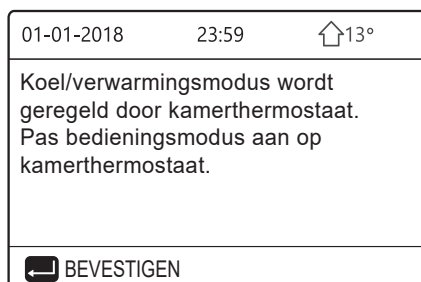 01-01-2018 23:59 13°
Koel/verwarmingsmodus wordt
geregeld door kamerthermostaat.
Pas bedieningsmodus aan op
kamerthermostaat.
BEVESTIGEN